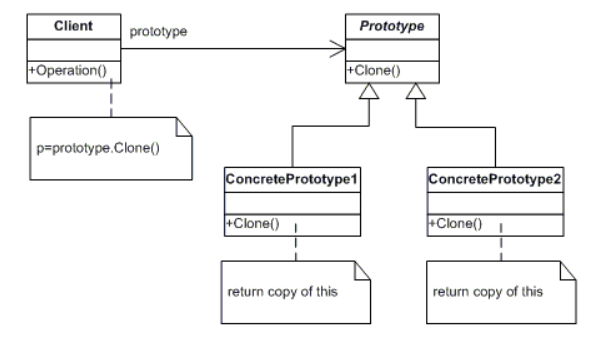 Client
prototype
Prototype
+Operation()
+Clone()
p=prototype.Clone()
ConcretePrototype1
ConcretePrototype2
+Clone()
+Clone()
return copy of this
return copy of this